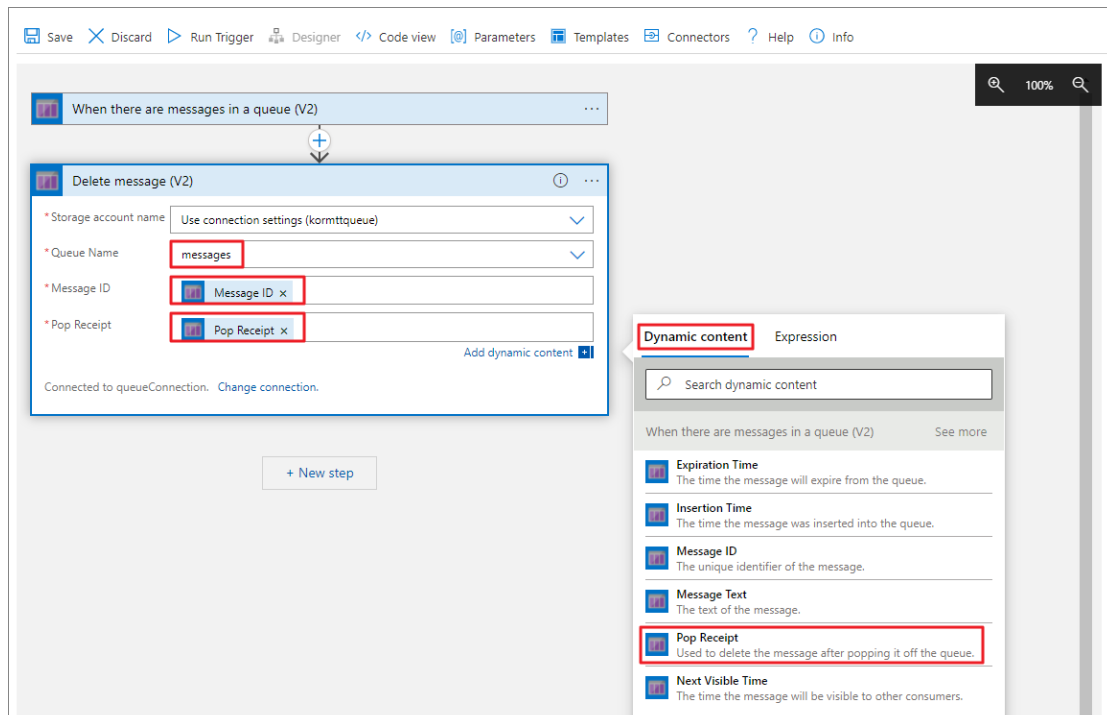 Save Discard Run Trigger Designer Code view Parameters Templates Connectors ? Help Info
100%
When there are messages in a queue (V2) ...
Delete message (V2) ...
*Storage account name Use connection settings (kormttqueue)
*Queue Name messages
*Message ID Message ID ×
*Pop Receipt Pop Receipt ×
Add dynamic content
Connected to queueConnection. Change connection.
+ New step
Dynamic content Expression
Search dynamic content
When there are messages in a queue (V2) See more
Expiration Time
The time the message will expire from the queue.
Insertion Time
The time the message was inserted into the queue.
Message ID
The unique identifier of the message.
Message Text
The text of the message.
Pop Receipt
Used to delete the message after popping it off the queue.
Next Visible Time
The time the message will be visible to other consumers.